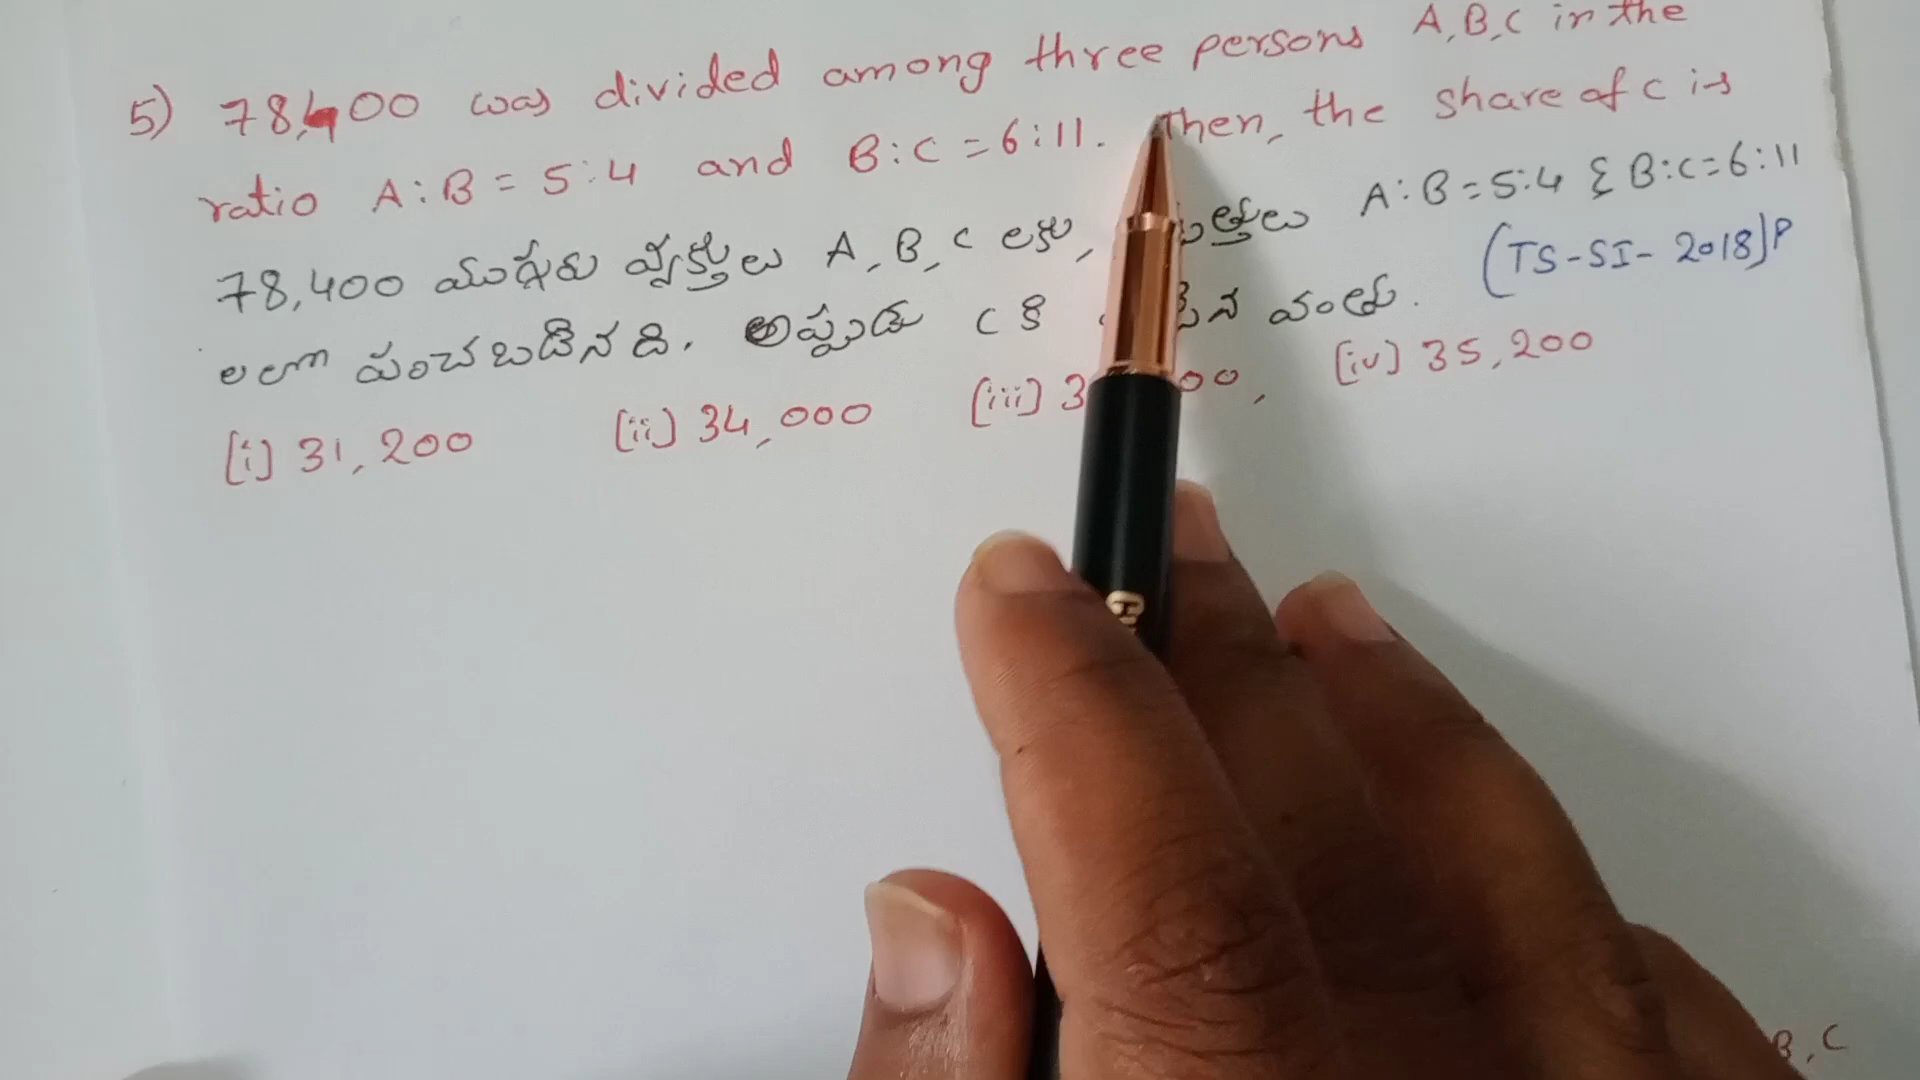 5) 78,400 was divided among three persons A,B,C in the
ratio A:B = 5:4 and B:C = 6:11. Then, the share of C is
78,400 ముగ్గురు వ్యక్తులు A, B, C లకు, A:B=5:4 & B:C=6:11
లలో పంచబడినది. అప్పుడు C కి వంతు. (TS-SI-2018)P
(i) 31,200 (ii) 34,000 (iii) (iv) 35,200
B, C